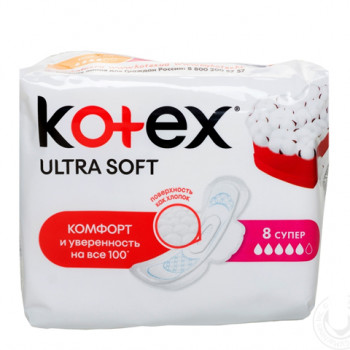 kotex®
ULTRA SOFT
поверхность
как хлопок
КОМФОРТ
и уверенность
на все 100*
8 СУПЕР